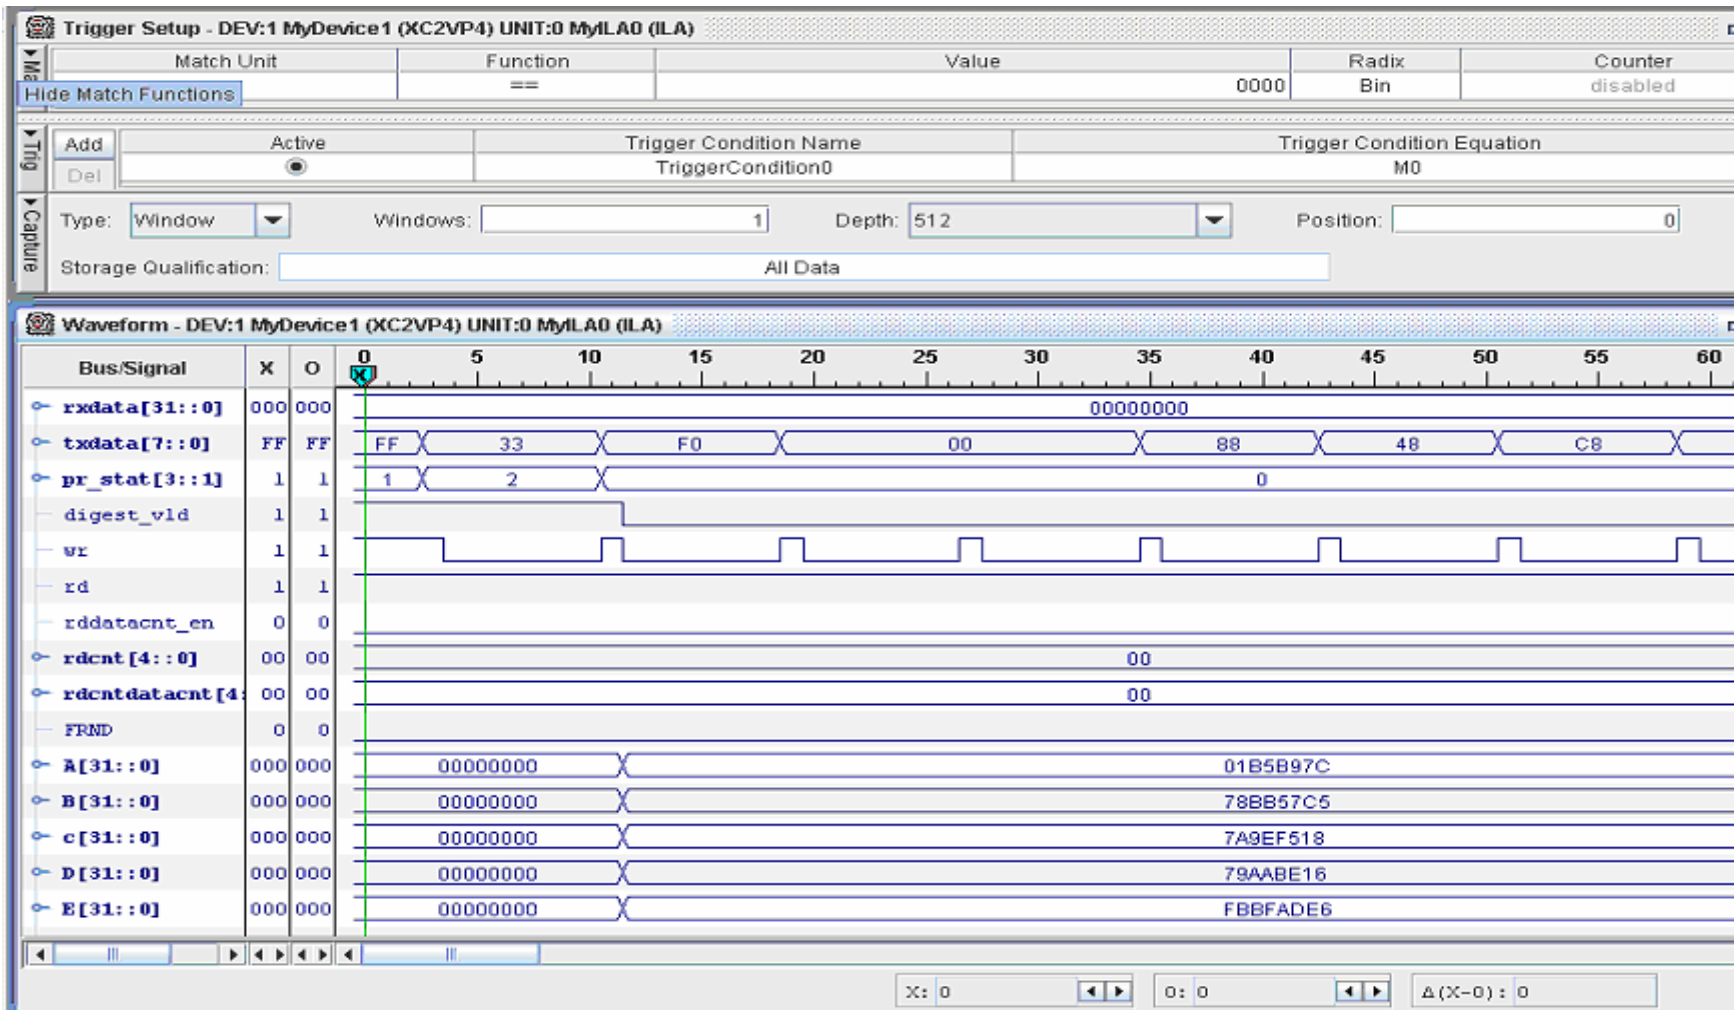 Trigger Setup - DEV:1 MyDevice1 (XC2VP4) UNIT:0 MyILA0 (ILA)
Match Unit Function Value Radix Counter
Ma
Hide Match Functions == 0000 Bin disabled
Trig
Add Active Trigger Condition Name Trigger Condition Equation
Del TriggerCondition0 M0
Capture
Type: Window Windows: 1 Depth: 512 Position: 0
Storage Qualification: All Data
Waveform - DEV:1 MyDevice1 (XC2VP4) UNIT:0 MyILA0 (ILA)
Bus/Signal X O 0 5 10 15 20 25 30 35 40 45 50 55 60
X
rxdata[31::0] 000 000 00000000
txdata[7::0] FF FF FF 33 F0 00 88 48 C8
pr_stat[3::1] 1 1 1 2 0
digest_vld 1 1
wr 1 1
rd 1 1
rddatacnt_en 0 0
rdcnt[4::0] 00 00 00
rdcntdatacnt[4: 00 00 00
FRND 0 0
A[31::0] 000 000 00000000 01B5B97C
B[31::0] 000 000 00000000 78BB57C5
c[31::0] 000 000 00000000 7A9EF518
D[31::0] 000 000 00000000 79AABE16
E[31::0] 000 000 00000000 FBBFADE6
X: 0 O: 0 Δ(X-O): 0